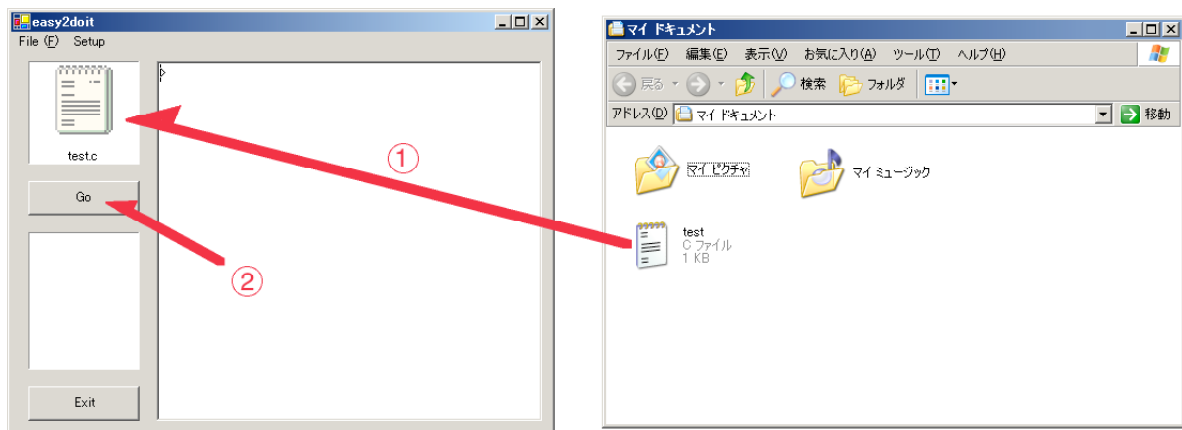 easy2doit
File (F) Setup
test.c
Go
Exit
①
②
マイ ドキュメント
ファイル(F) 編集(E) 表示(V) お気に入り(A) ツール(T) ヘルプ(H)
戻る 検索 フォルダ
アドレス(D) マイ ドキュメント 移動
マイ ピクチャ マイ ミュージック
test
C ファイル
1 KB